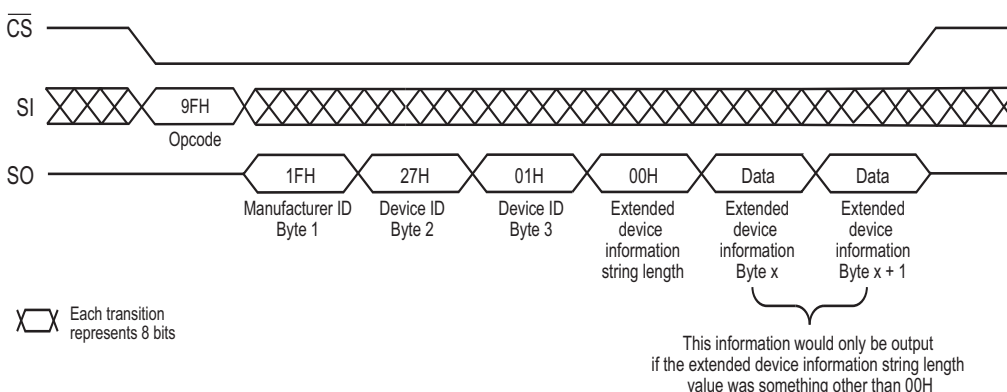 CS
SI
9FH
Opcode
SO
1FH
27H
01H
00H
Data
Data
Manufacturer ID
Byte 1
Device ID
Byte 2
Device ID
Byte 3
Extended
device
information
string length
Extended
device
information
Byte x
Extended
device
information
Byte x + 1
Each transition
represents 8 bits
This information would only be output
if the extended device information string length
value was something other than 00H